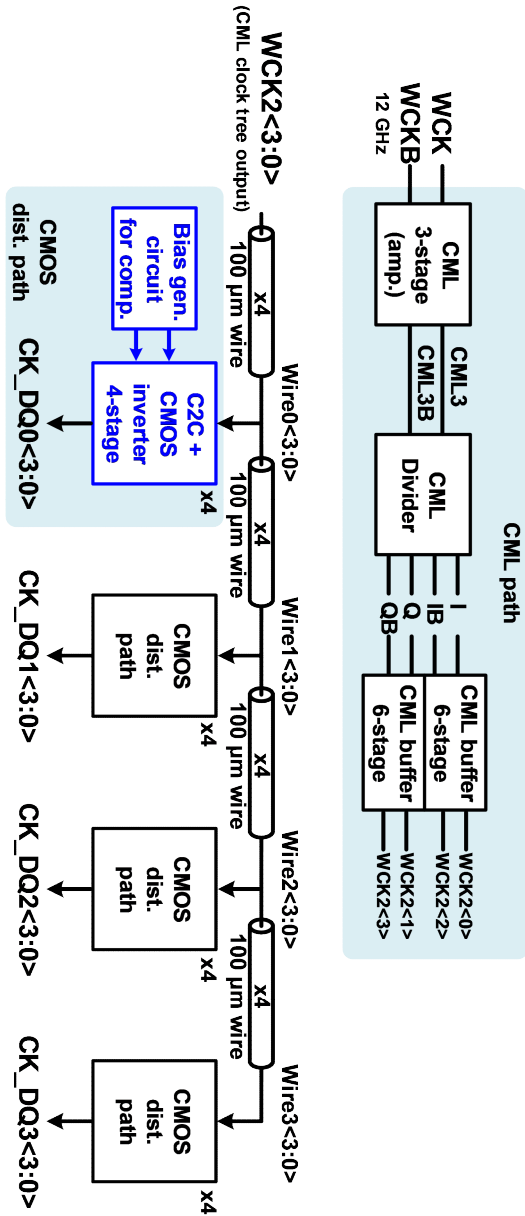 CML path
WCK
WCKB
12 GHz
CML
3-stage
(amp.)
CML3
CML3B
CML
Divider
I
IB
Q
QB
CML buffer
6-stage
CML buffer
6-stage
WCK2<0>
WCK2<2>
WCK2<1>
WCK2<3>
WCK2<3:0>
(CML clock tree output)
x4
100 µm wire
Wire0<3:0>
x4
100 µm wire
Wire1<3:0>
x4
100 µm wire
Wire2<3:0>
x4
100 µm wire
Wire3<3:0>
CMOS
dist. path
Bias gen.
circuit
for comp.
C2C +
CMOS
inverter
4-stage
x4
CMOS
dist.
path
x4
CMOS
dist.
path
x4
CMOS
dist.
path
x4
CK_DQ0<3:0>
CK_DQ1<3:0>
CK_DQ2<3:0>
CK_DQ3<3:0>